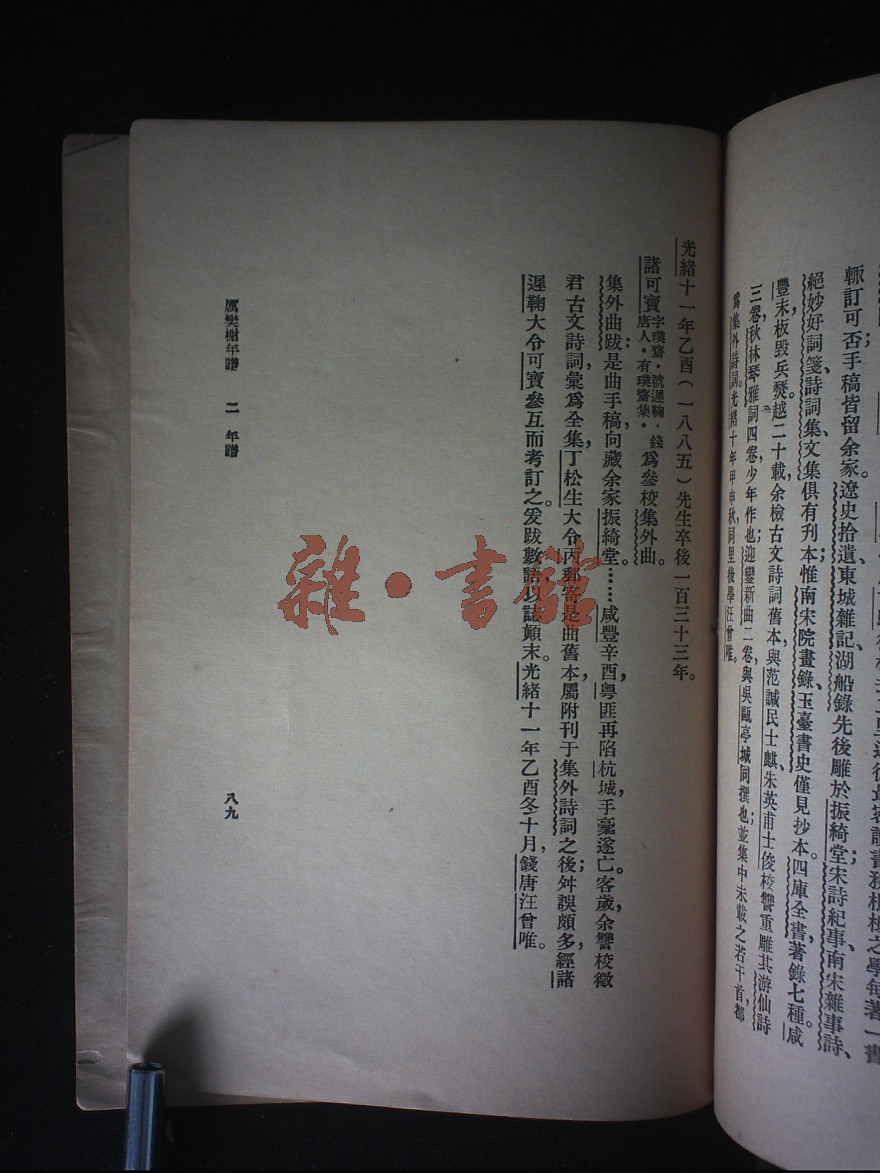 輒訂可否手稿皆留余家遼史拾遺、東城雜記、湖船錄先後雕於振綺堂；宋詩紀事、南宋雜事詩、
絕妙好詞箋、詩詞集、文集俱有刊本；惟南宋院畫錄、玉臺書史僅見抄本。四庫全書著錄七種。咸
豐末，板毀兵燹。越二十載，余檢古文詩詞舊本，與范誠民士麒、朱英甫士俊校讐重雕。其游仙詩
三卷，秋林琴雅詞四卷，少年作也；迎鑾新曲二卷，與吳甌亭城同撰也；並集中未載之若干首，都
爲集外詩詞。光緒十年甲申秋，同里後學汪曾唯。
光緒十一年乙酉（一八八五）先生卒後一百三十三年。
諸可寶字璞齋，號遲鞠，錢唐人。有璞齋集。爲參校集外曲。
集外曲跋：是曲手稿向藏余家振綺堂。……咸豐辛酉，粵匪再陷杭城，手稾遂亡。客歲，余讐校徵
君古文詩詞，彙爲全集，丁松生大令丙郵寄是曲舊本，屬附刊于集外詩詞之後，舛誤頗多，經諸
遲鞠大令可寶參互而考訂之。爰跋數語，以誌顛末。光緒十一年乙酉冬十月，錢唐汪曾唯。
厲樊榭年譜　二　年譜
八九
雜·書館